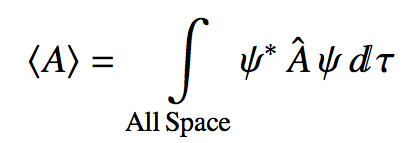 ⟨A⟩ = ∫ ψ* Â ψ dτ
All Space